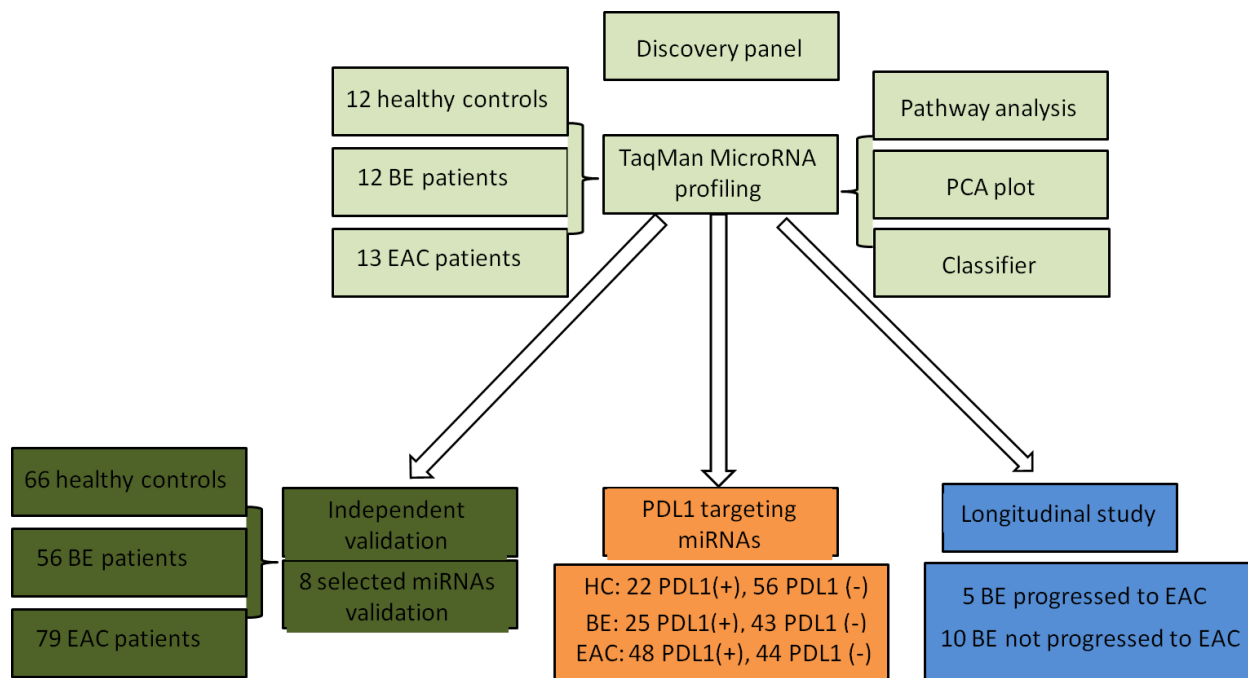 Discovery panel
12 healthy controls
12 BE patients
13 EAC patients
TaqMan MicroRNA
profiling
Pathway analysis
PCA plot
Classifier
66 healthy controls
56 BE patients
79 EAC patients
Independent
validation
8 selected miRNAs
validation
PDL1 targeting
miRNAs
HC: 22 PDL1(+), 56 PDL1 (-)
BE: 25 PDL1(+), 43 PDL1 (-)
EAC: 48 PDL1(+), 44 PDL1 (-)
Longitudinal study
5 BE progressed to EAC
10 BE not progressed to EAC